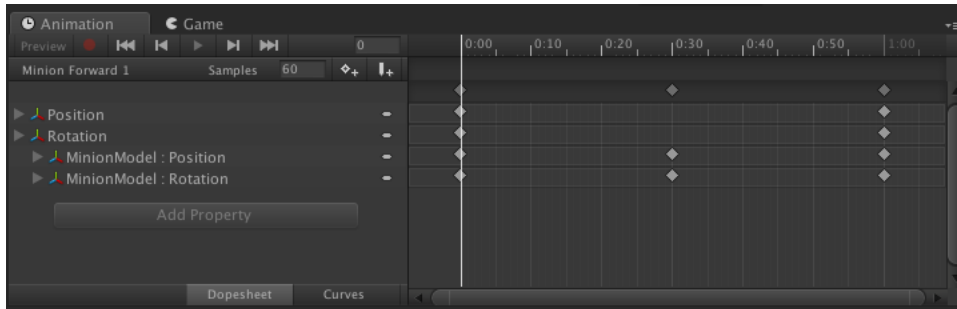 Animation Game
Preview 0 0:00 0:10 0:20 0:30 0:40 0:50 1:00
Minion Forward 1 Samples 60
Position
Rotation
MinionModel : Position
MinionModel : Rotation
Add Property
Dopesheet Curves